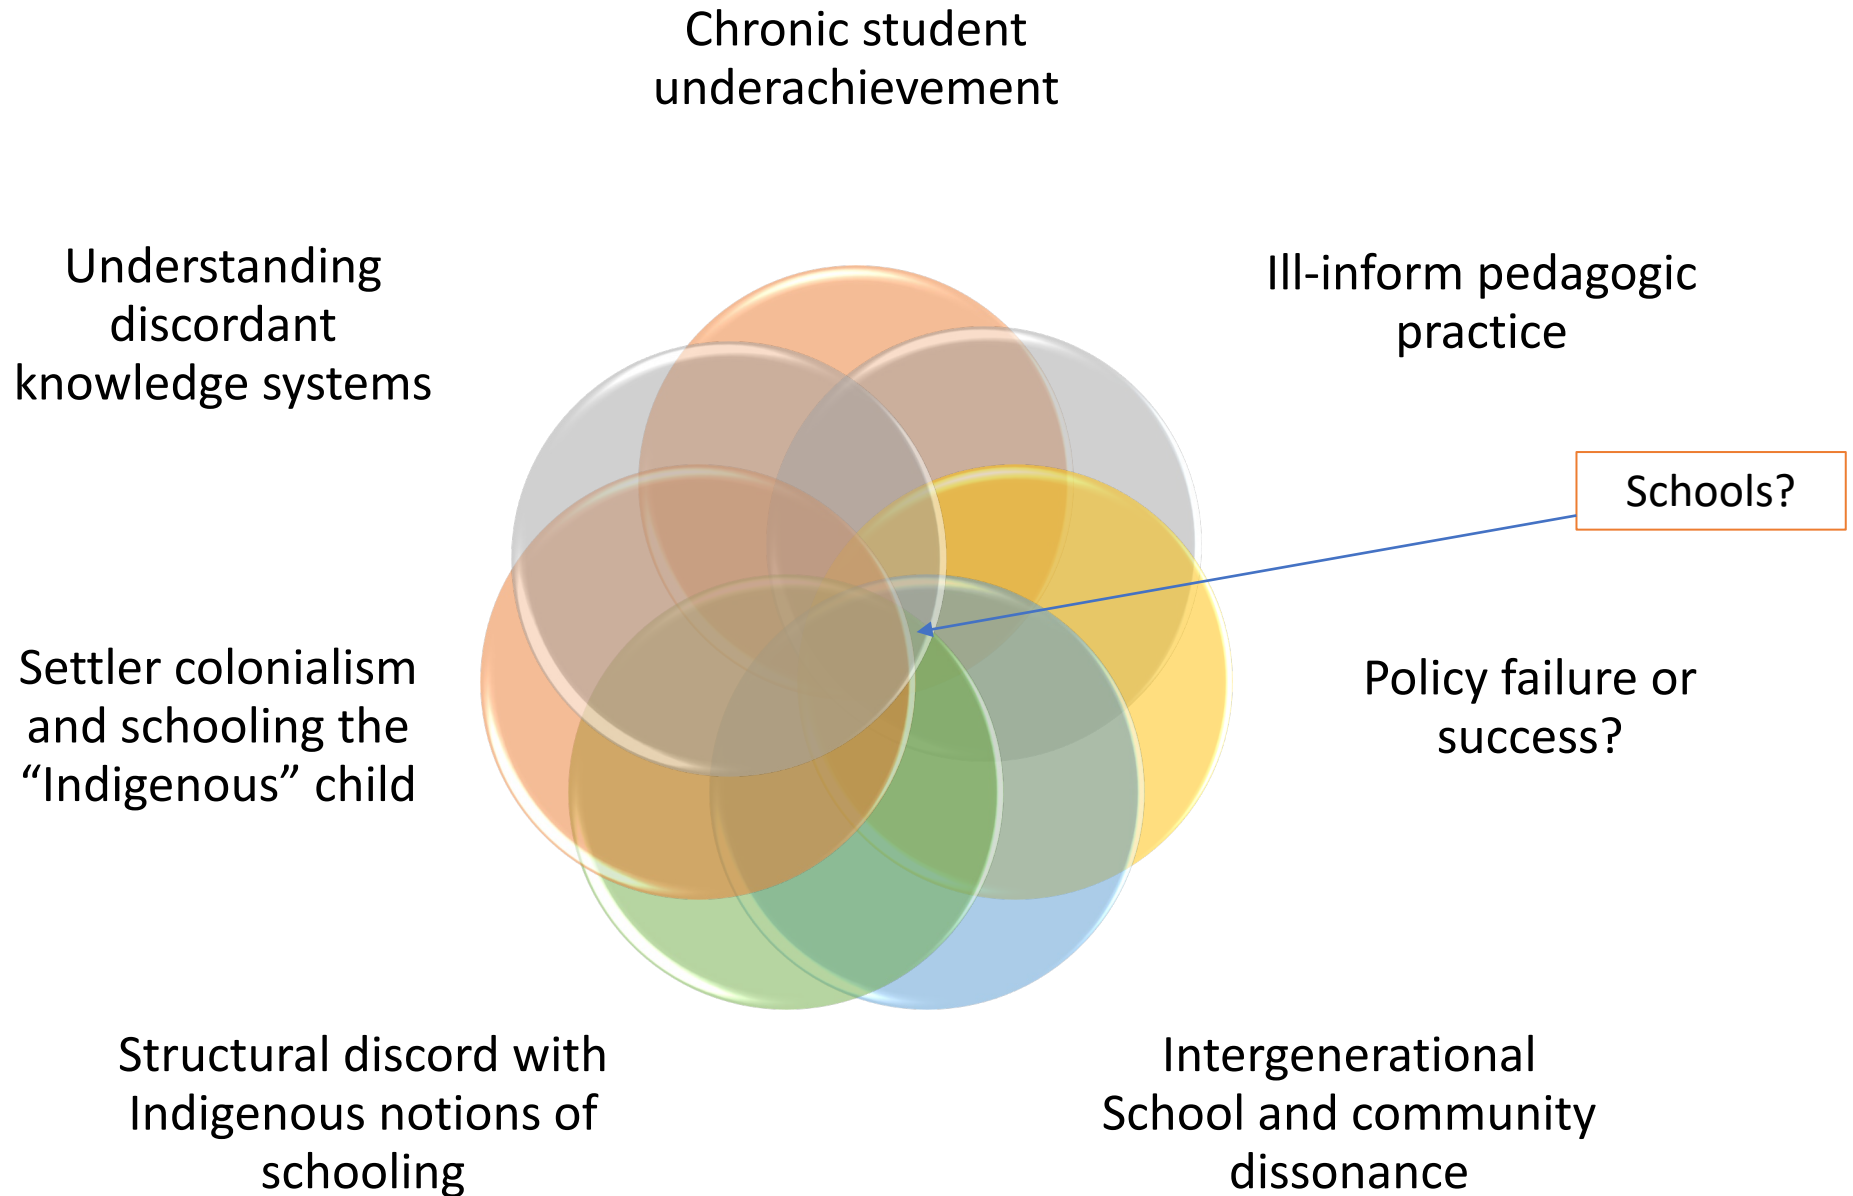 Chronic student
underachievement
Understanding
discordant
knowledge systems
Ill-inform pedagogic
practice
Schools?
Settler colonialism
and schooling the
“Indigenous” child
Policy failure or
success?
Structural discord with
Indigenous notions of
schooling
Intergenerational
School and community
dissonance